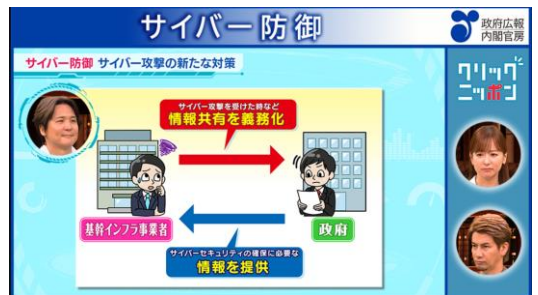 サイバー防御
政府広報
内閣官房
サイバー防御 サイバー攻撃の新たな対策
クリップ
ニッポン
サイバー攻撃を受けた時など
情報共有を義務化
基幹インフラ事業者
政府
サイバーセキュリティの確保に必要な
情報を提供